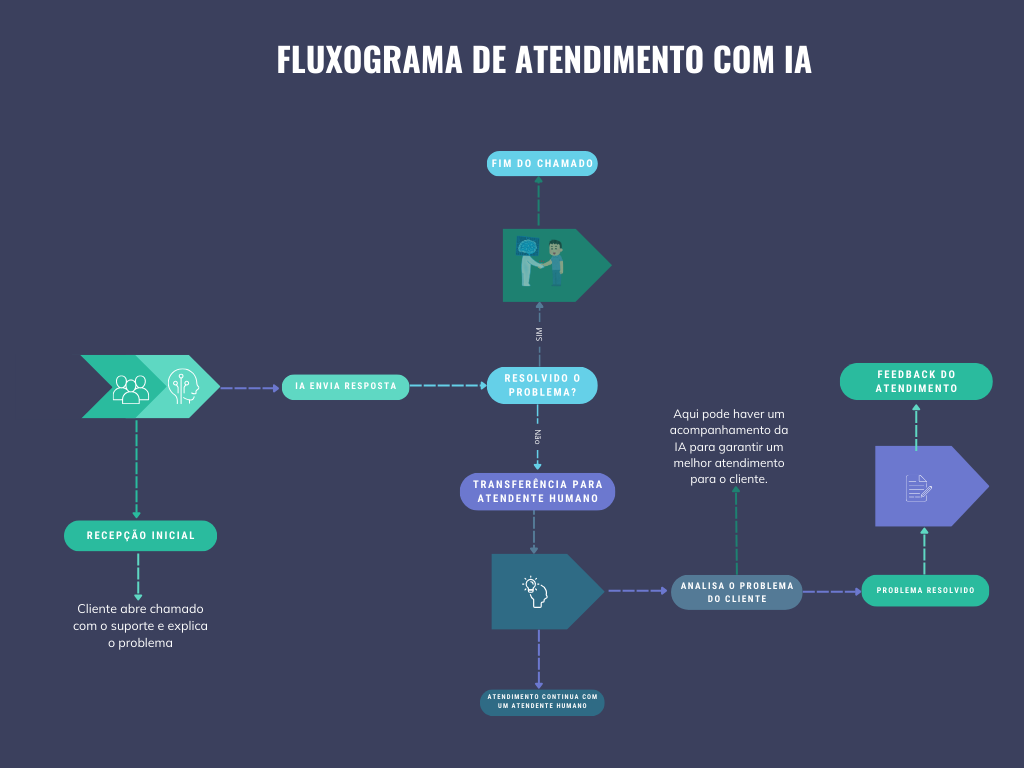 FLUXOGRAMA DE ATENDIMENTO COM IA
FIM DO CHAMADO
SIM
IA ENVIA RESPOSTA
RESOLVIDO O
PROBLEMA?
Não
TRANSFERÊNCIA PARA
ATENDENTE HUMANO
RECEPÇÃO INICIAL
Cliente abre chamado
com o suporte e explica
o problema
ATENDIMENTO CONTINUA COM
UM ATENDENTE HUMANO
Aqui pode haver um
acompanhamento da
IA para garantir um
melhor atendimento
para o cliente.
ANALISA O PROBLEMA
DO CLIENTE
PROBLEMA RESOLVIDO
FEEDBACK DO
ATENDIMENTO